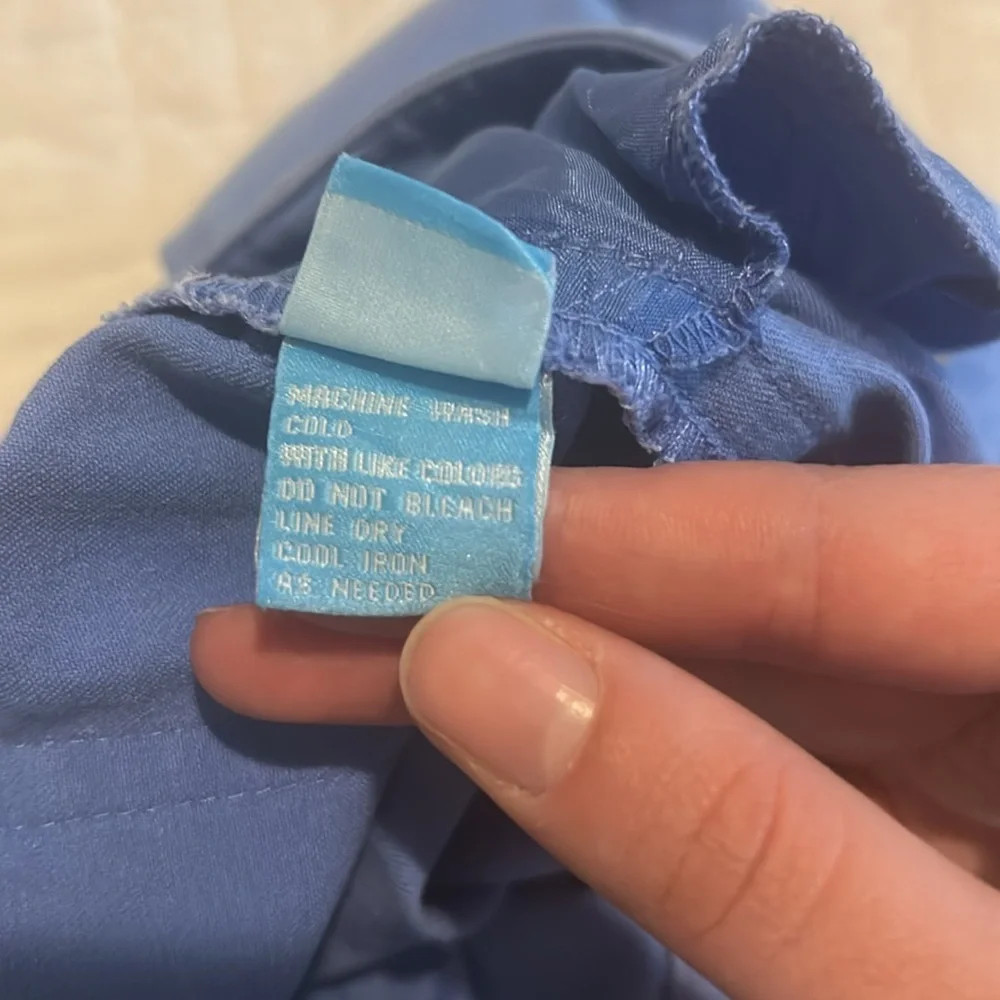 MACHINE WASH
COLD
WITH LIKE COLORS
DO NOT BLEACH
LINE DRY
COOL IRON
AS NEEDED